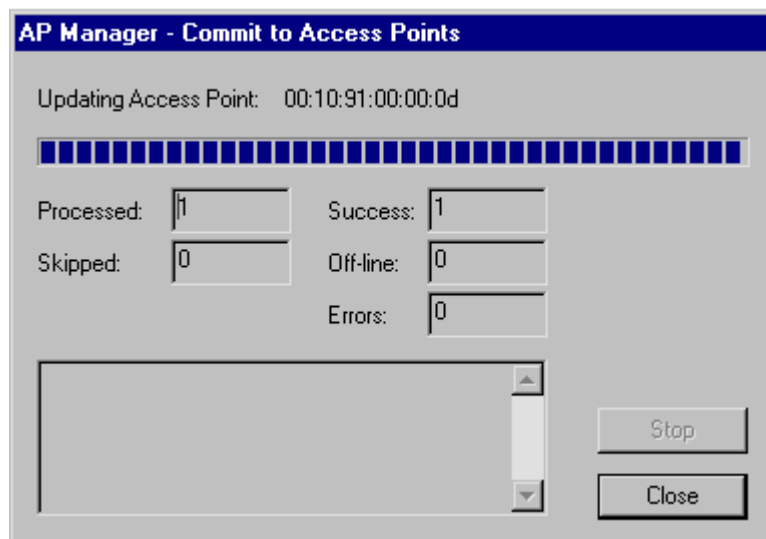 AP Manager - Commit to Access Points
Updating Access Point: 00:10:91:00:00:0d
Processed: 1 Success: 1
Skipped: 0 Off-line: 0
Errors: 0
Stop
Close